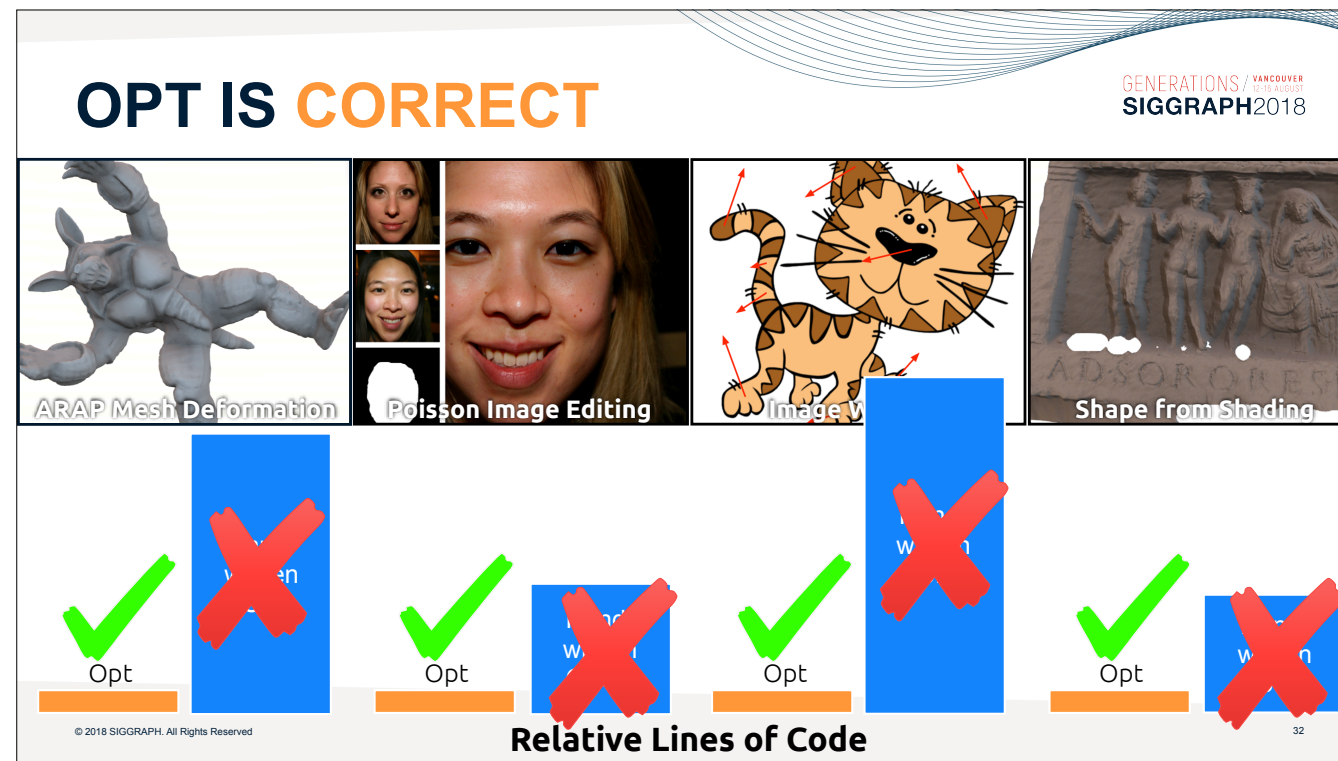 OPT IS CORRECT
GENERATIONS / VANCOUVER
12-16 AUGUST
SIGGRAPH2018
ARAP Mesh Deformation
Poisson Image Editing
Image
Shape from Shading
Opt
Opt
Opt
Opt
© 2018 SIGGRAPH. All Rights Reserved
Relative Lines of Code
32